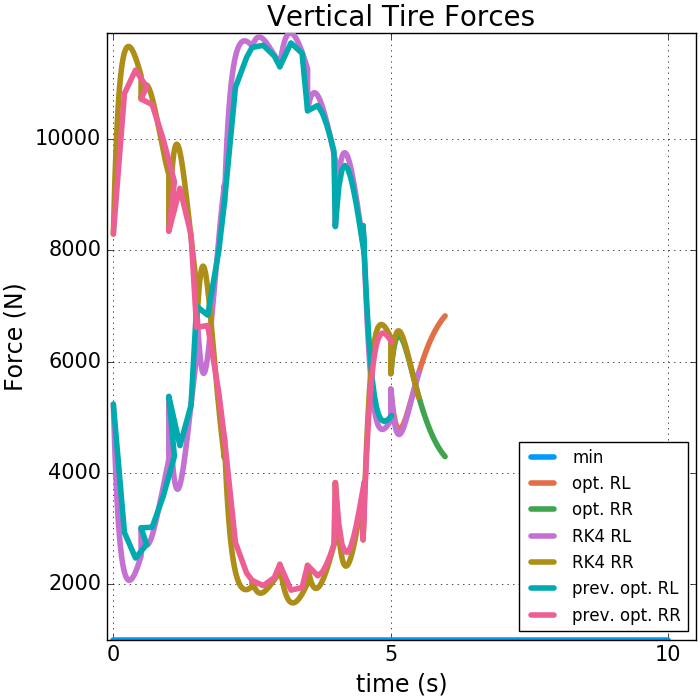 Vertical Tire Forces
Force (N)
10000
8000
6000
4000
2000
0
5
10
time (s)
min
opt. RL
opt. RR
RK4 RL
RK4 RR
prev. opt. RL
prev. opt. RR